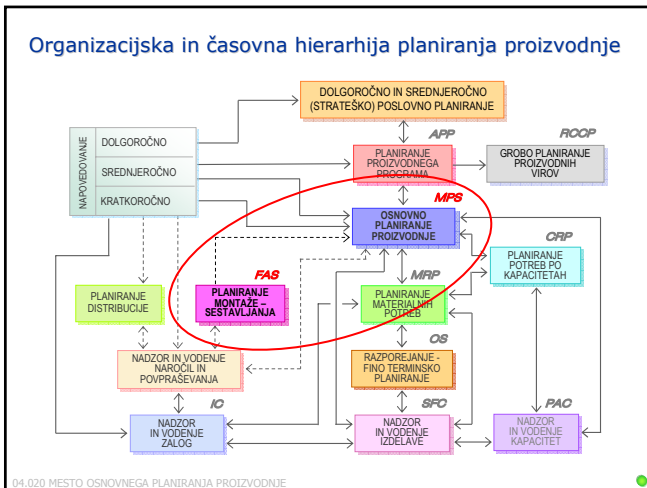 Organizacijska in časovna hierarhija planiranja proizvodnje
DOLGOROČNO IN SREDNJEROČNO
(STRATEŠKO) POSLOVNO PLANIRANJE
NAPOVEDOVANJE
DOLGOROČNO
SREDNJEROČNO
KRATKOROČNO
APP
PLANIRANJE
PROIZVODNEGA
PROGRAMA
RCCP
GROBO PLANIRANJE
PROIZVODNIH
VIROV
MPS
OSNOVNO
PLANIRANJE
PROIZVODNJE
CRP
PLANIRANJE
POTREB PO
KAPACITETAH
FAS
PLANIRANJE
MONTAŽE –
SESTAVLJANJA
MRP
PLANIRANJE
MATERIALNIH
POTREB
PLANIRANJE
DISTRIBUCIJE
NADZOR IN VODENJE
NAROČIL IN
POVPRAŠEVANJA
OS
RAZPOREJANJE -
FINO TERMINSKO
PLANIRANJE
IC
NADZOR
IN VODENJE
ZALOG
SFC
NADZOR
IN VODENJE
IZDELAVE
PAC
NADZOR
IN VODENJE
KAPACITET
04.020 MESTO OSNOVNEGA PLANIRANJA PROIZVODNJE